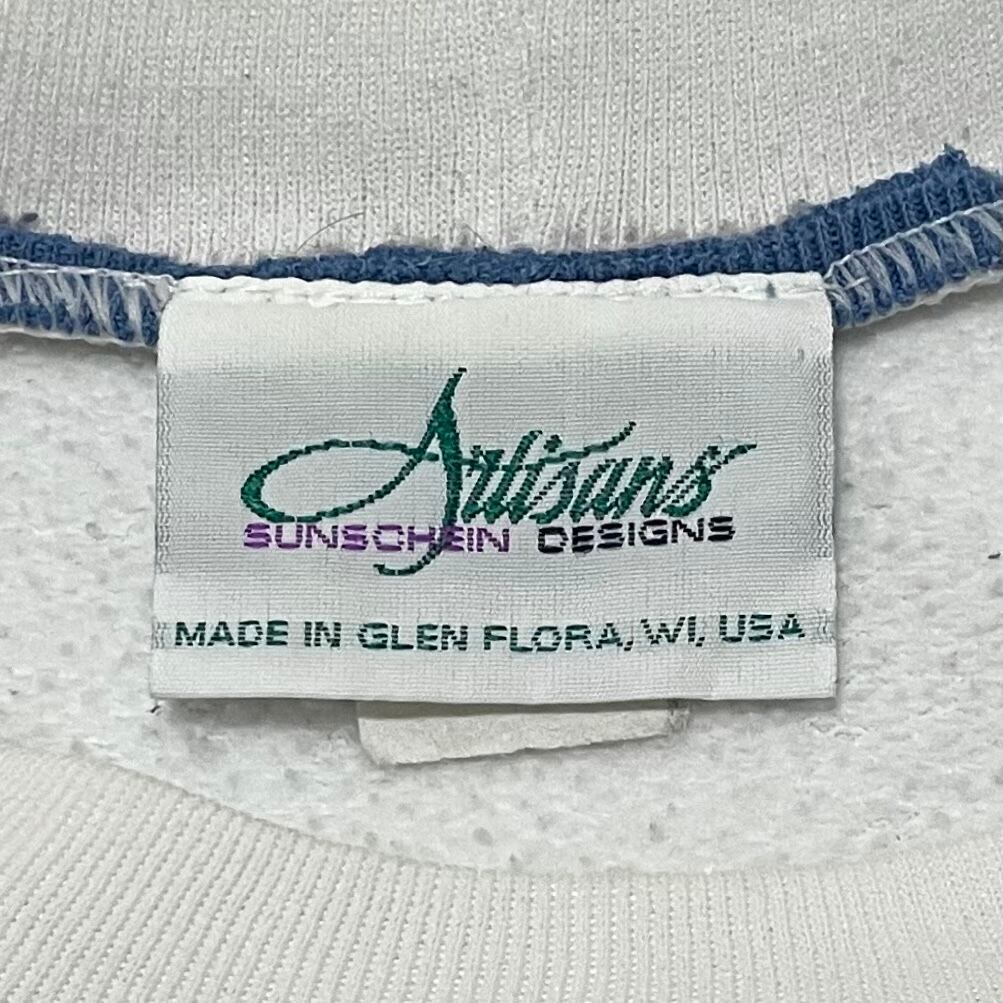 Artisans
SUNSCHEIN DESIGNS
MADE IN GLEN FLORA, WI, USA